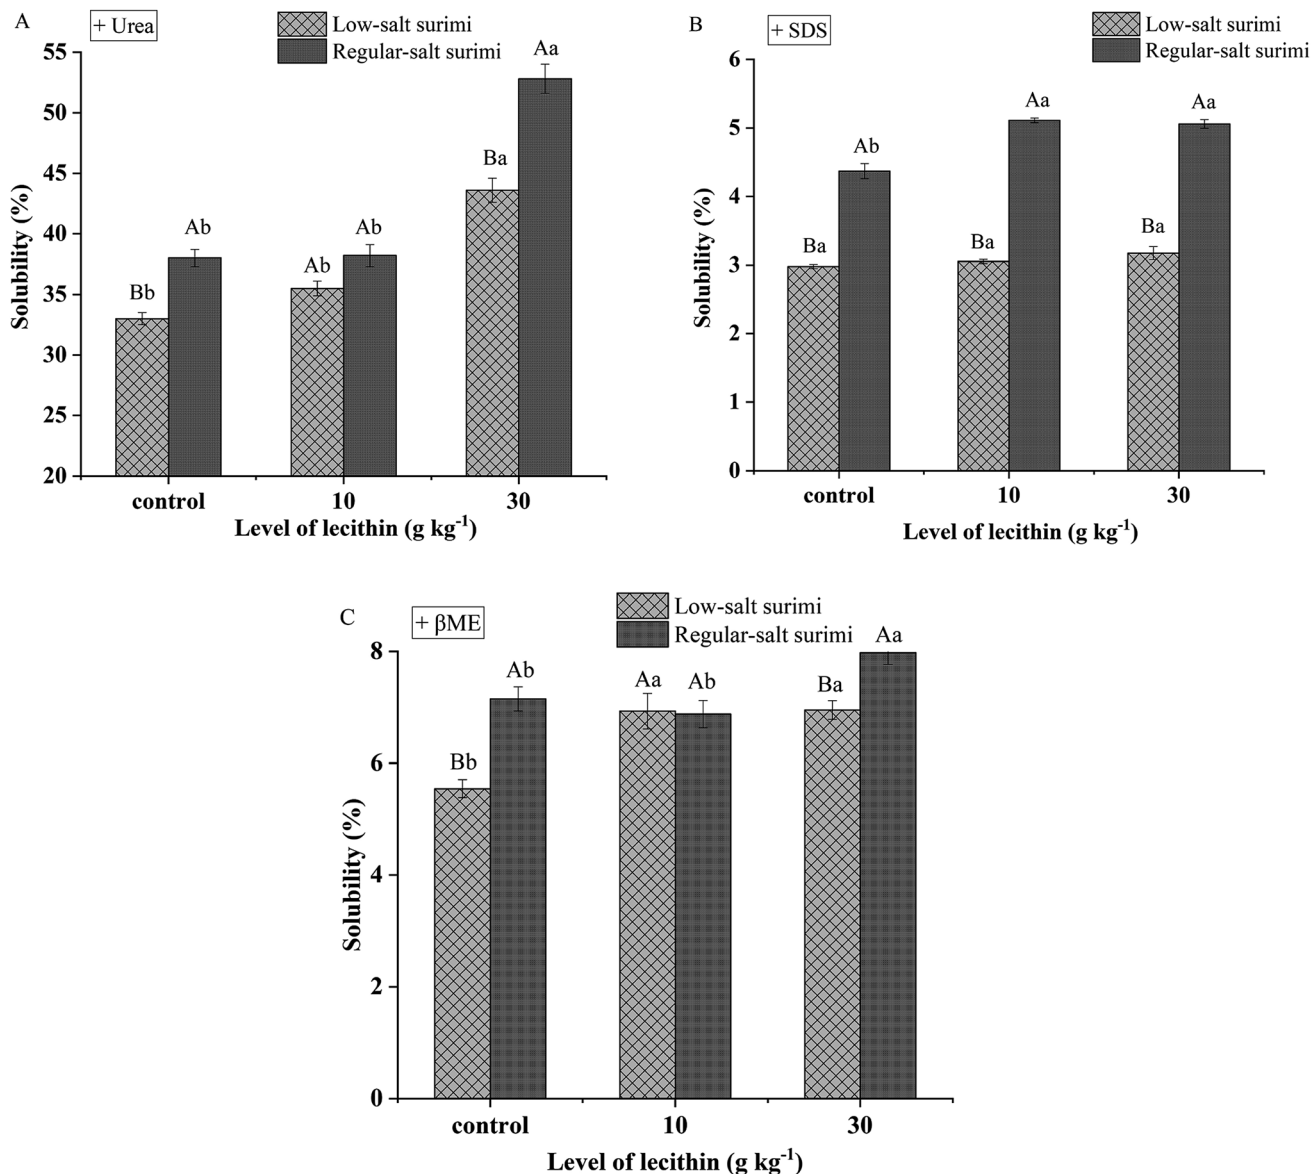 A
+ Urea
Low-salt surimi
Regular-salt surimi
55
50
45
40
35
30
25
20
Solubility (%)
Bb
Ab
Ab
Ab
Ba
Aa
control
10
30
Level of lecithin (g kg⁻¹)
B
+ SDS
Low-salt surimi
Regular-salt surimi
6
5
4
3
2
1
0
Solubility (%)
Ba
Ab
Ba
Aa
Ba
Aa
control
10
30
Level of lecithin (g kg⁻¹)
C
+ βME
Low-salt surimi
Regular-salt surimi
8
6
4
2
0
Solubility (%)
Bb
Ab
Aa
Ab
Ba
Aa
control
10
30
Level of lecithin (g kg⁻¹)